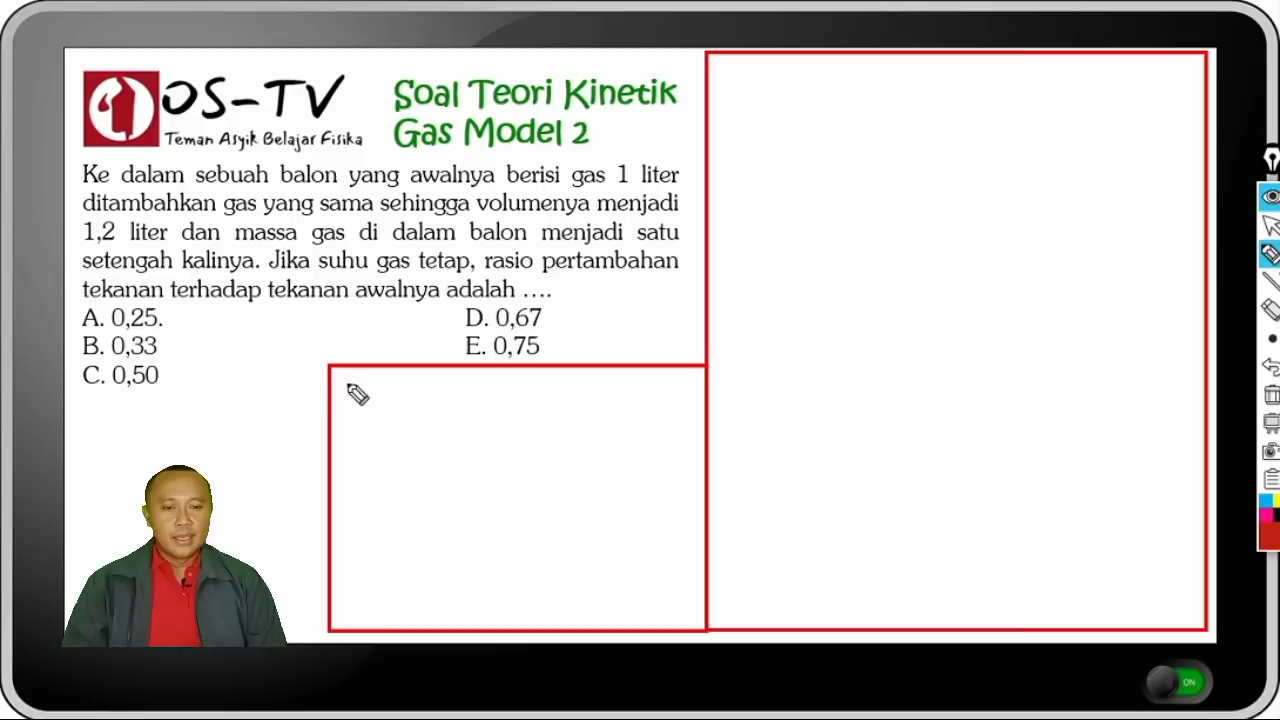 OS-TV
Teman Asyik Belajar Fisika
Soal Teori Kinetik
Gas Model 2
Ke dalam sebuah balon yang awalnya berisi gas 1 liter
ditambahkan gas yang sama sehingga volumenya menjadi
1,2 liter dan massa gas di dalam balon menjadi satu
setengah kalinya. Jika suhu gas tetap, rasio pertambahan
tekanan terhadap tekanan awalnya adalah ….
A. 0,25.
D. 0,67
B. 0,33
E. 0,75
C. 0,50
ON